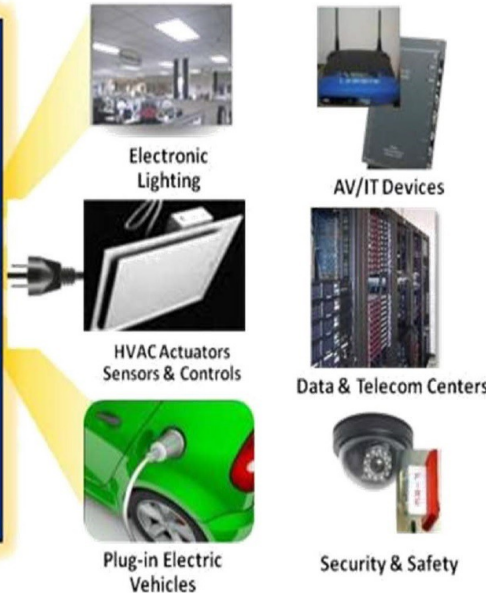 Electronic
Lighting
AV/IT Devices
HVAC Actuators
Sensors & Controls
Data & Telecom Centers
Plug-in Electric
Vehicles
Security & Safety